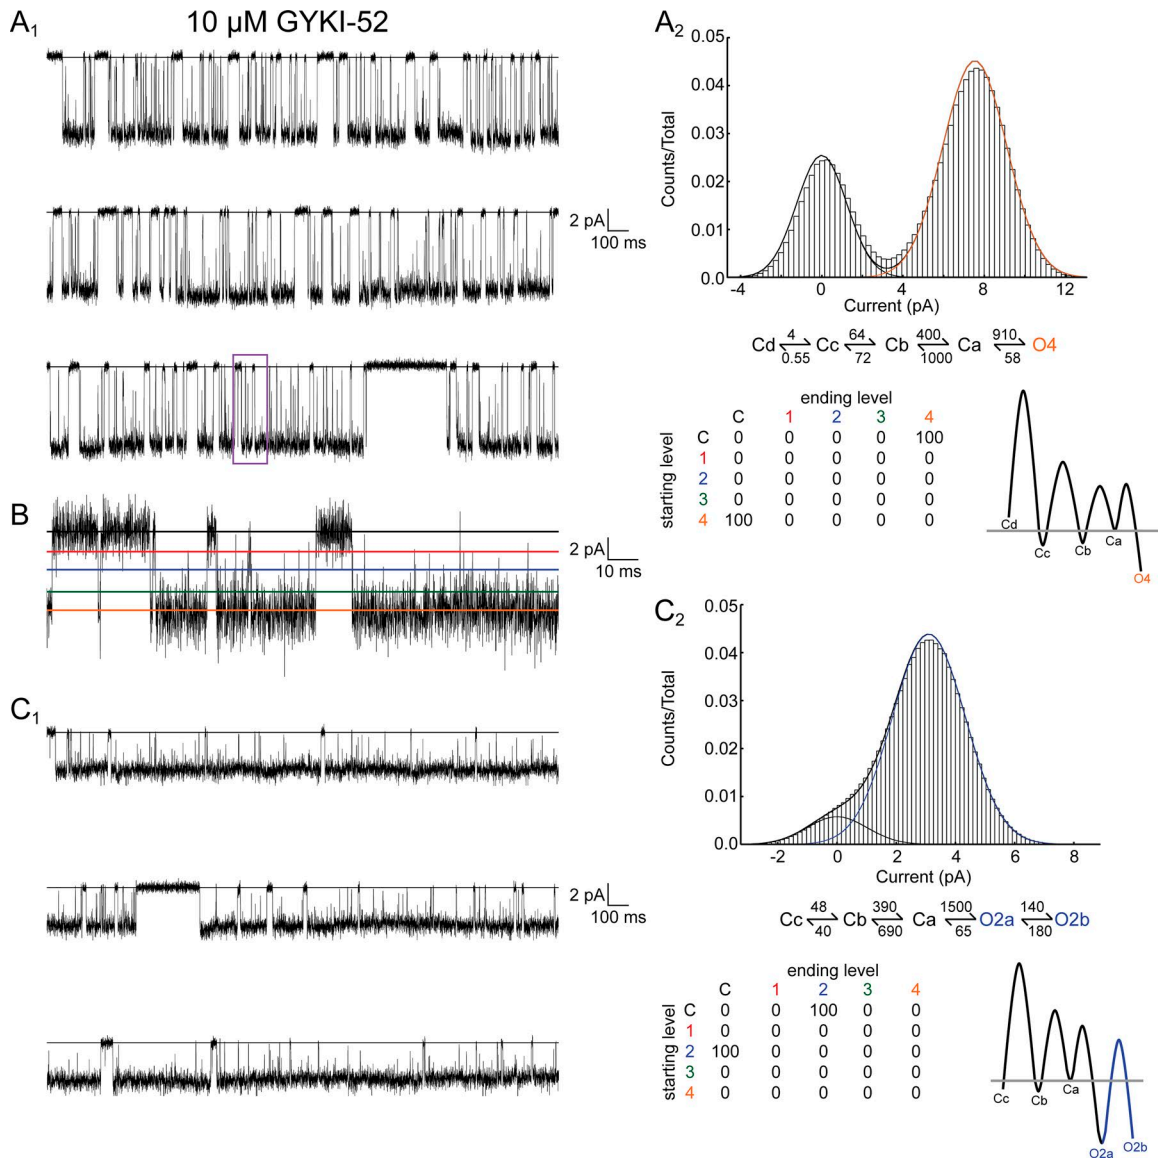 A1
10 µM GYKI-52
2 pA
100 ms
A2
0.05
0.04
0.03
0.02
0.01
0.0
Counts/Total
-4 0 4 8 12
Current (pA)
4 64 400 910
Cd Cc Cb Ca O4
0.55 72 1000 58
ending level
C 1 2 3 4
starting level
C 0 0 0 0 100
1 0 0 0 0 0
2 0 0 0 0 0
3 0 0 0 0 0
4 100 0 0 0 0
Cd
Cc
Cb
Ca
O4
B
2 pA
10 ms
C1
2 pA
100 ms
C2
0.05
0.04
0.03
0.02
0.01
0.0
Counts/Total
-2 0 2 4 6 8
Current (pA)
48 390 1500 140
Cc Cb Ca O2a O2b
40 690 65 180
ending level
C 1 2 3 4
starting level
C 0 0 100 0 0
1 0 0 0 0 0
2 100 0 0 0 0
3 0 0 0 0 0
4 0 0 0 0 0
Cc
Cb
Ca
O2a
O2b